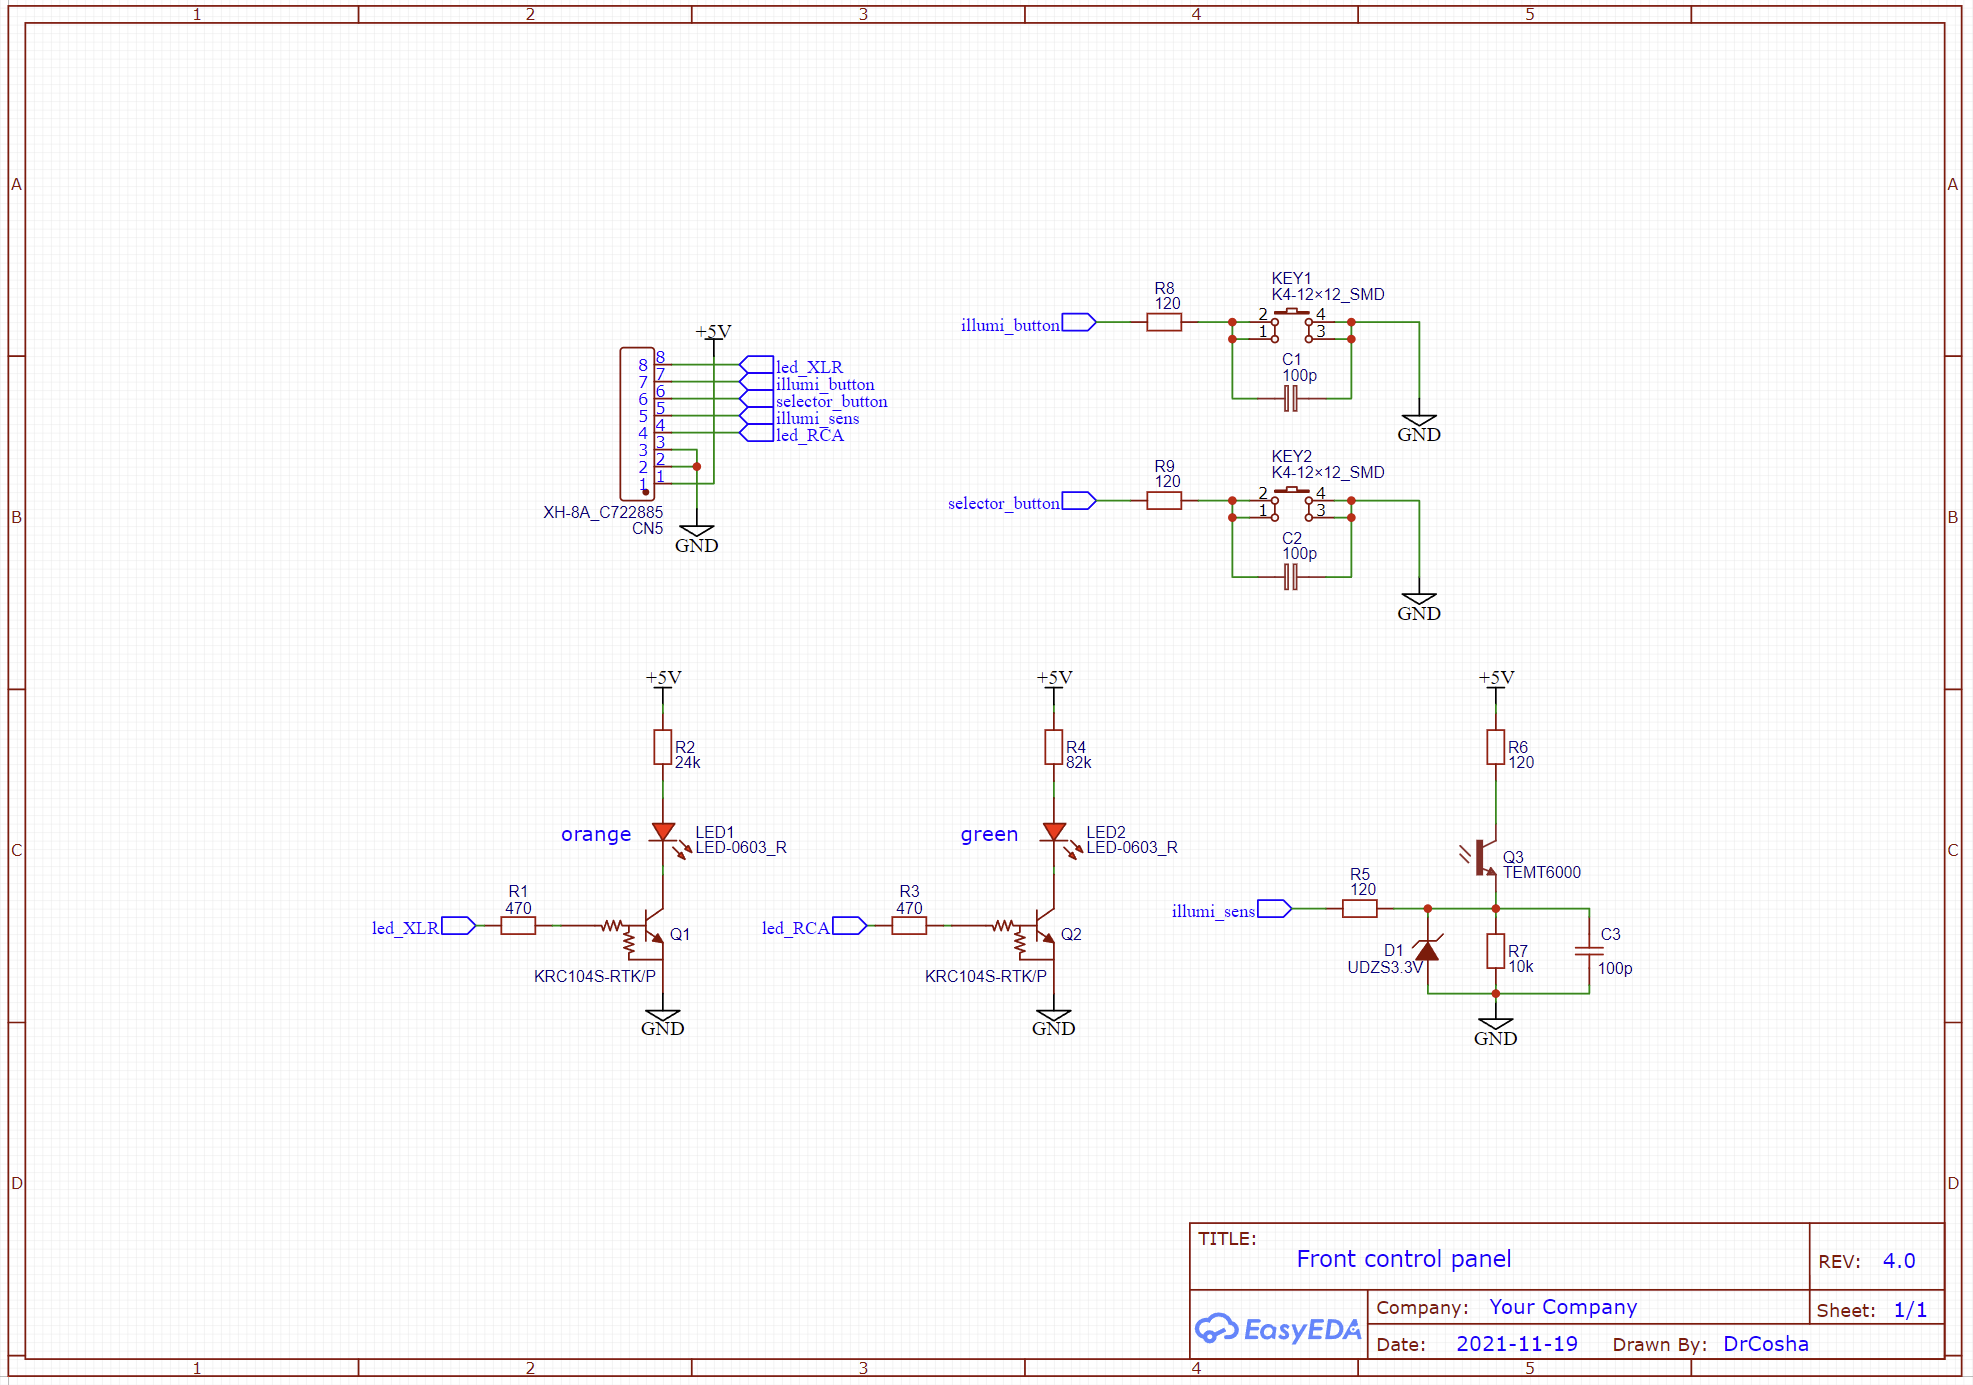 1 2 3 4 5
A A
B B
C C
D D
+5V
8 8
7 7
6 6
5 5
4 4
3 3
2 2
1 1
led_XLR
illumi_button
selector_button
illumi_sens
led_RCA
XH-8A_C722885
CN5
GND
illumi_button
R8
120
KEY1
K4-12×12_SMD
2 4
1 3
C1
100p
GND
selector_button
R9
120
KEY2
K4-12×12_SMD
2 4
1 3
C2
100p
GND
+5V
R2
24k
orange
LED1
LED-0603_R
R1
470
led_XLR
Q1
KRC104S-RTK/P
GND
+5V
R4
82k
green
LED2
LED-0603_R
R3
470
led_RCA
Q2
KRC104S-RTK/P
GND
+5V
R6
120
Q3
TEMT6000
R5
120
illumi_sens
D1
UDZS3.3V
R7
10k
C3
100p
GND
TITLE:
Front control panel
REV: 4.0
EasyEDA
Company: Your Company
Sheet: 1/1
Date: 2021-11-19 Drawn By: DrCosha
1 2 3 4 5